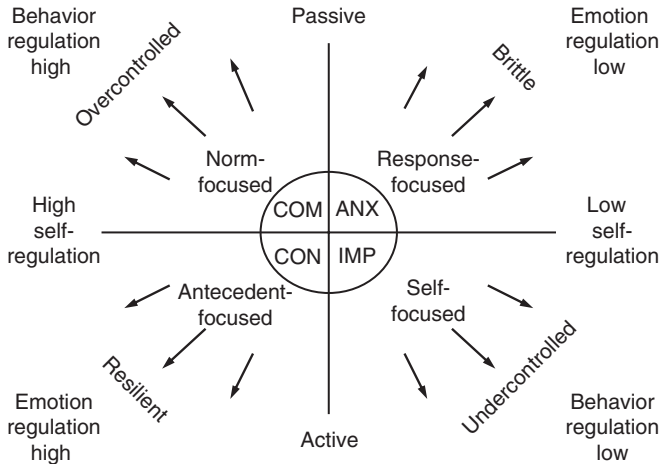 Behavior
regulation
high
Passive
Emotion
regulation
low
Overcontrolled
Brittle
Norm-
focused
Response-
focused
High
self-
regulation
COM
ANX
CON
IMP
Low
self-
regulation
Antecedent-
focused
Self-
focused
Resilient
Undercontrolled
Emotion
regulation
high
Active
Behavior
regulation
low